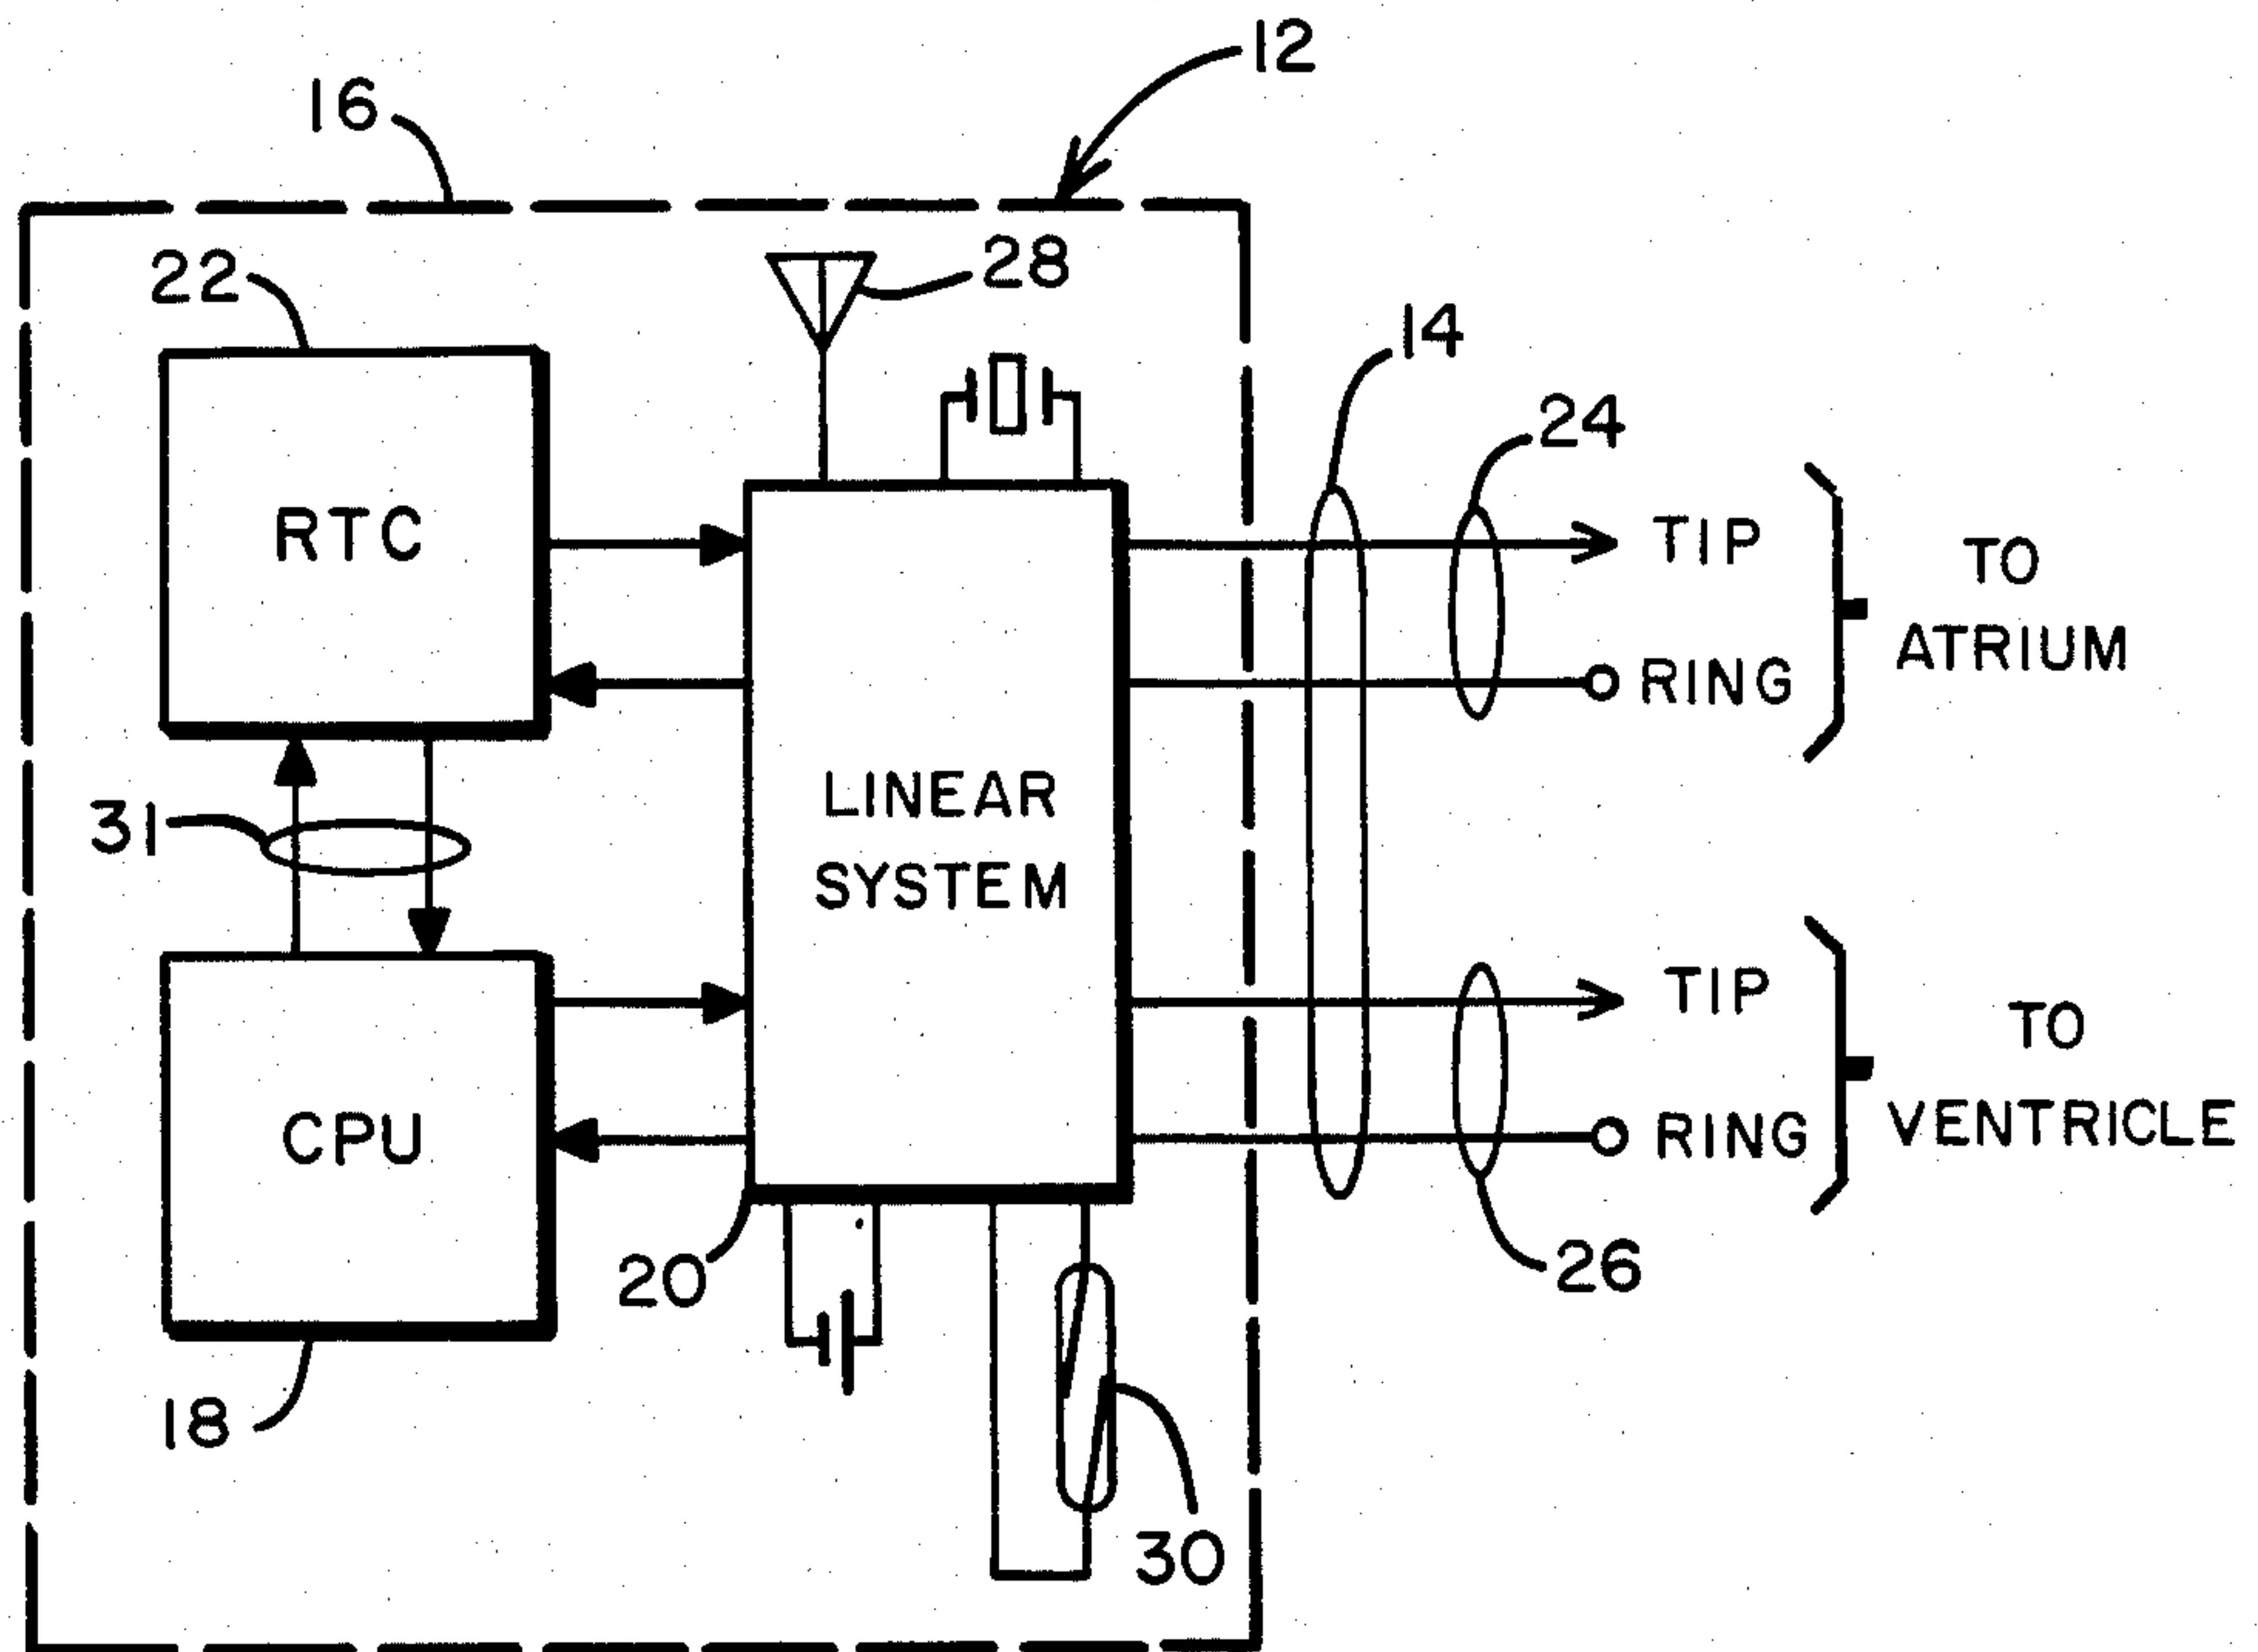 12
16
22
28
14
24
RTC
TIP
RING
TO
ATRIUM
31
LINEAR
SYSTEM
CPU
TIP
RING
TO
VENTRICLE
20
26
18
30